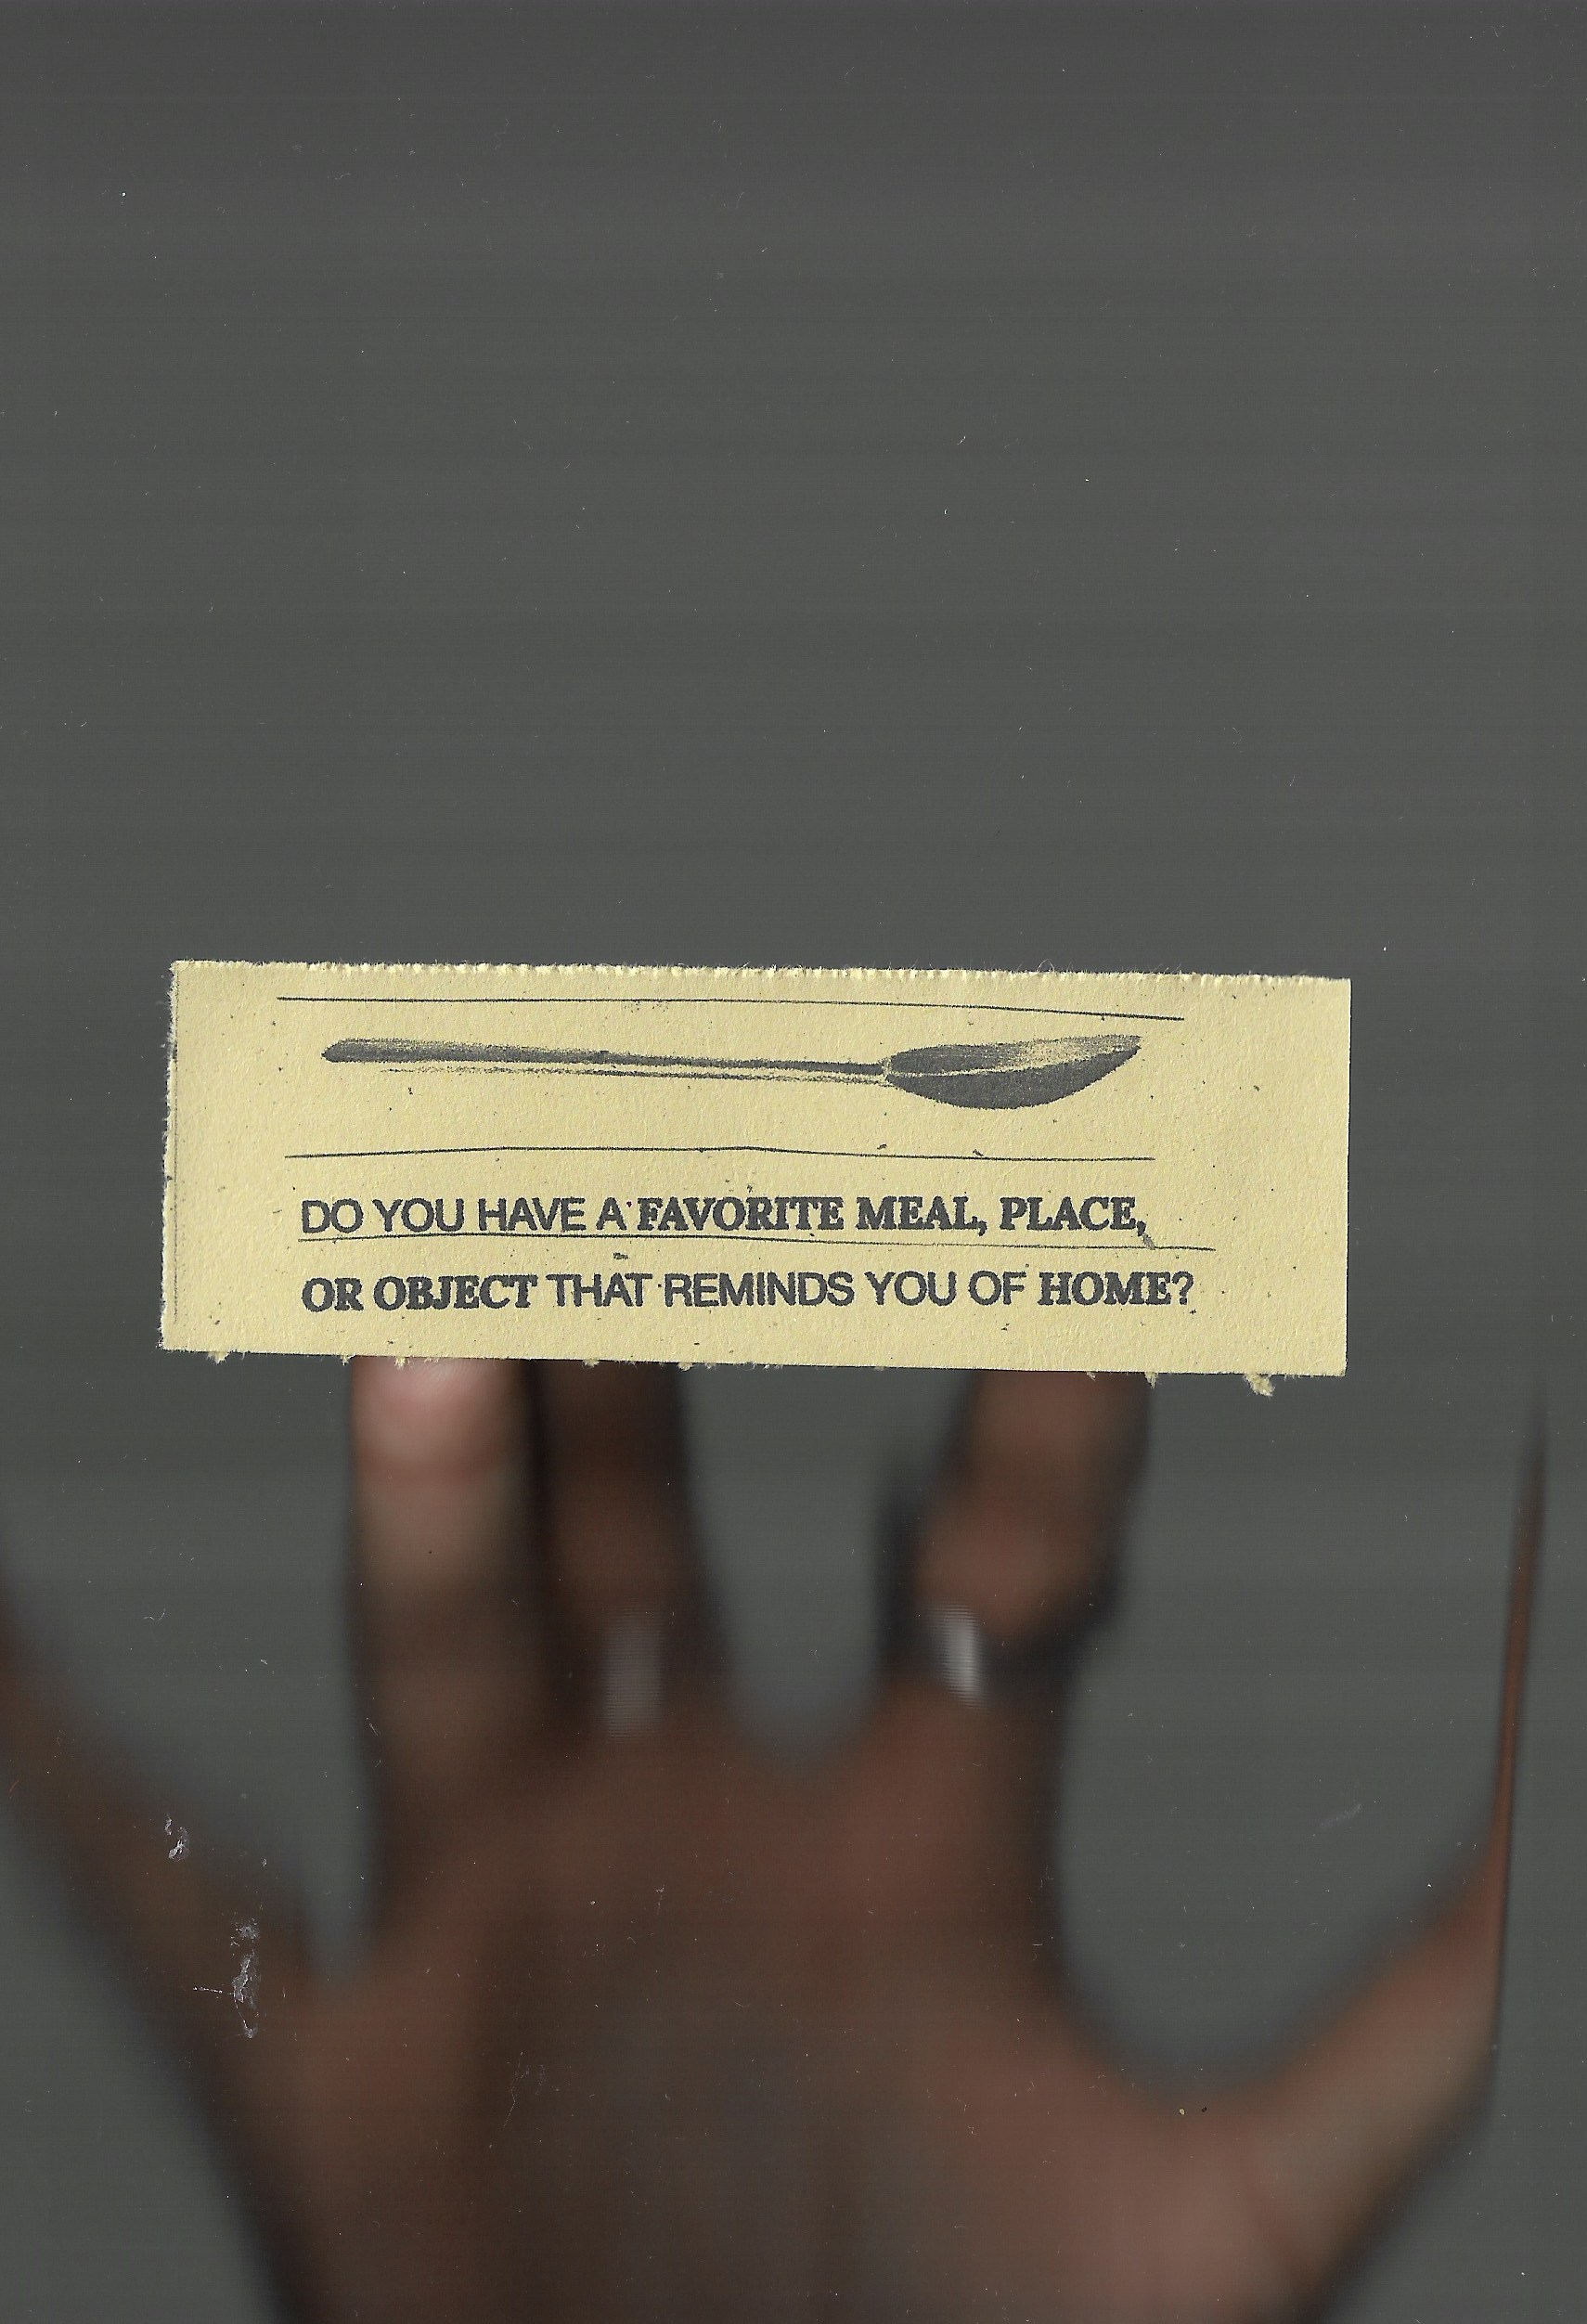 DO YOU HAVE A FAVORITE MEAL, PLACE,
OR OBJECT THAT REMINDS YOU OF HOME?